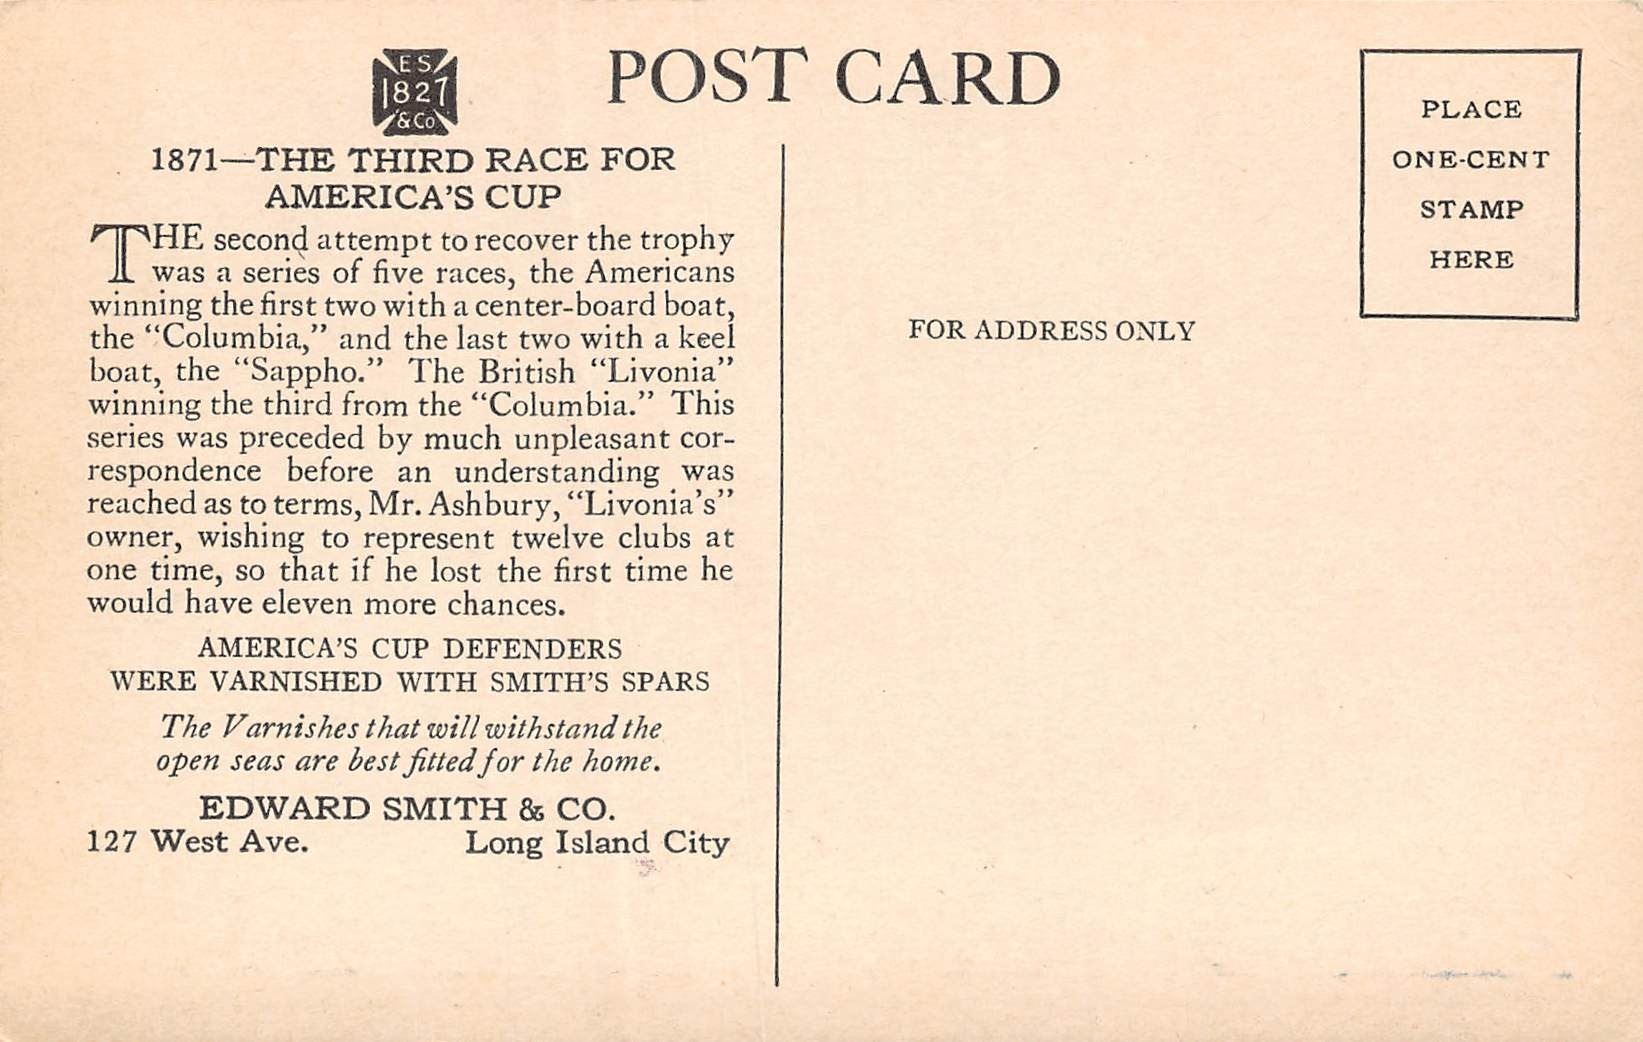 E.S.
1827
& Co
POST CARD
PLACE
ONE-CENT
STAMP
HERE
1871—THE THIRD RACE FOR
AMERICA'S CUP
THE second attempt to recover the trophy
was a series of five races, the Americans
winning the first two with a center-board boat,
the "Columbia," and the last two with a keel
boat, the "Sappho." The British "Livonia"
winning the third from the "Columbia." This
series was preceded by much unpleasant cor-
respondence before an understanding was
reached as to terms, Mr. Ashbury, "Livonia's"
owner, wishing to represent twelve clubs at
one time, so that if he lost the first time he
would have eleven more chances.
AMERICA'S CUP DEFENDERS
WERE VARNISHED WITH SMITH'S SPARS
The Varnishes that will withstand the
open seas are best fitted for the home.
EDWARD SMITH & CO.
127 West Ave. Long Island City
FOR ADDRESS ONLY